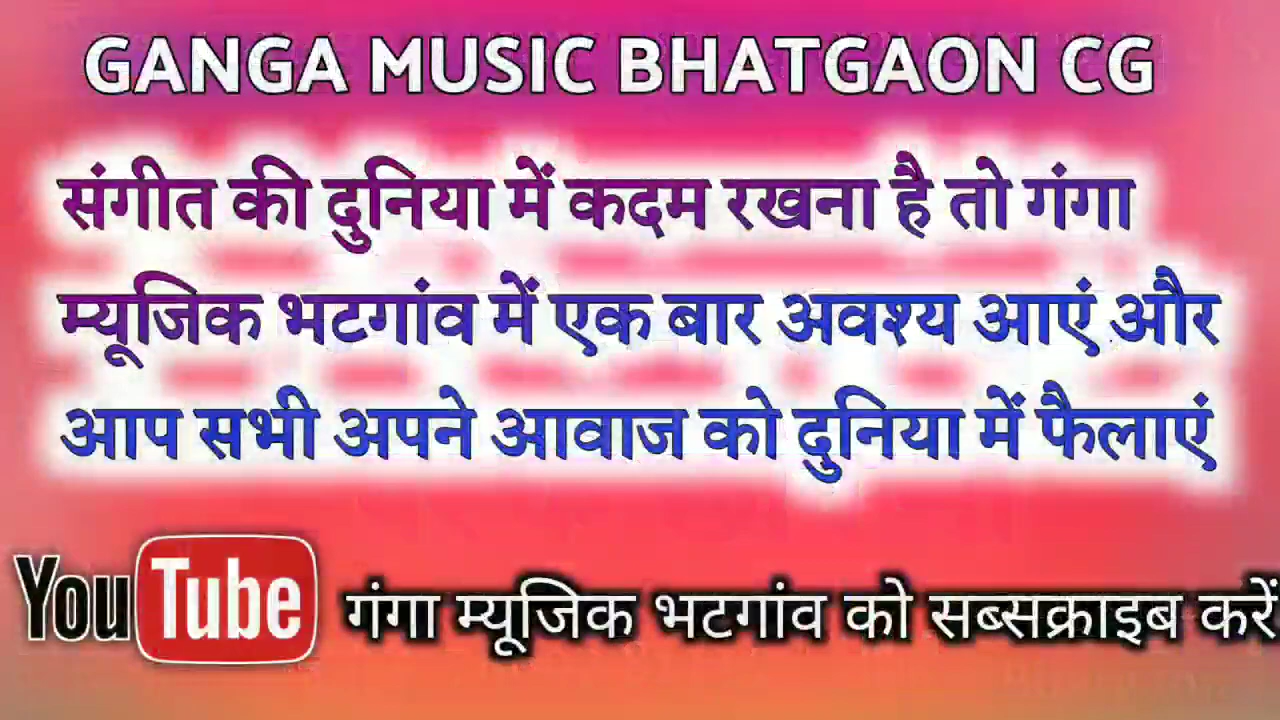 GANGA MUSIC BHATGAON CG
संगीत की दुनिया में कदम रखना है तो गंगा
म्यूजिक भटगांव में एक बार अवश्य आएं और
आप सभी अपने आवाज को दुनिया में फैलाएं
YouTube गंगा म्यूजिक भटगांव को सब्सक्राइब करें